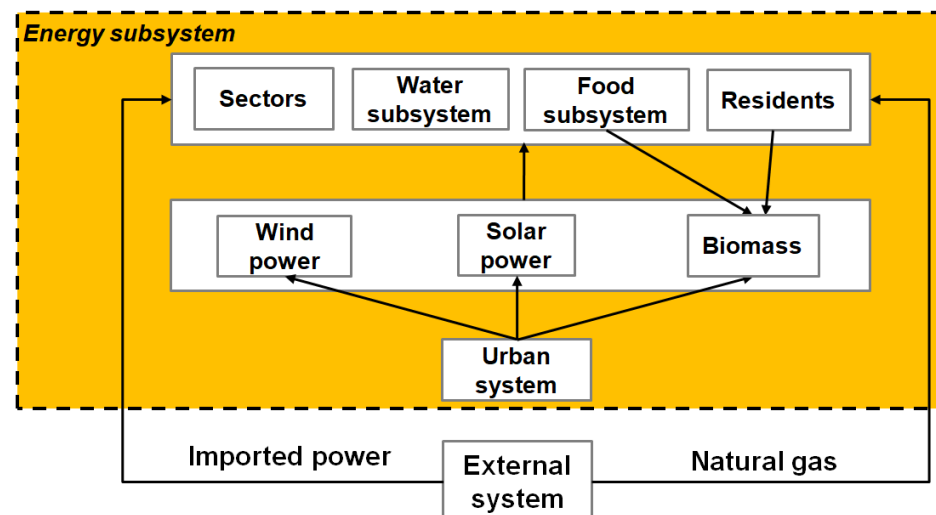 Energy subsystem
Sectors
Water
subsystem
Food
subsystem
Residents
Wind
power
Solar
power
Biomass
Urban
system
Imported power
External
system
Natural gas